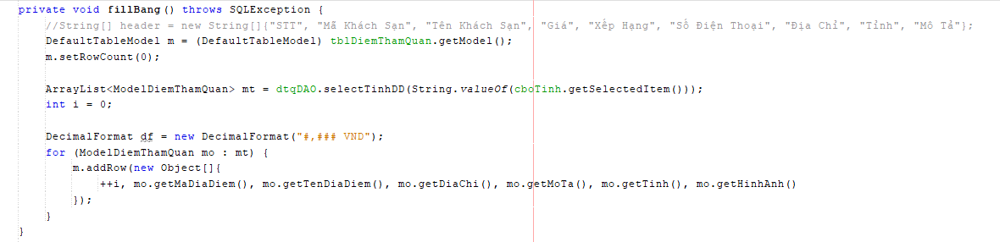 private void fillBang() throws SQLException {
//String[] header = new String[]{"STT", "Mã Khách Sạn", "Tên Khách Sạn", "Giá", "Xếp Hạng", "Số Điện Thoại", "Địa Chỉ", "Tỉnh", "Mô Tả"};
DefaultTableModel m = (DefaultTableModel) tblDiemThamQuan.getModel();
m.setRowCount(0);
ArrayList<ModelDiemThamQuan> mt = dtqDAO.selectTinhDD(String.valueOf(cboTinh.getSelectedItem()));
int i = 0;
DecimalFormat df = new DecimalFormat("#,### VND");
for (ModelDiemThamQuan mo : mt) {
m.addRow(new Object[]{
++i, mo.getMaDiaDiem(), mo.getTenDiaDiem(), mo.getDiaChi(), mo.getMoTa(), mo.getTinh(), mo.getHinhAnh()
});
}
}